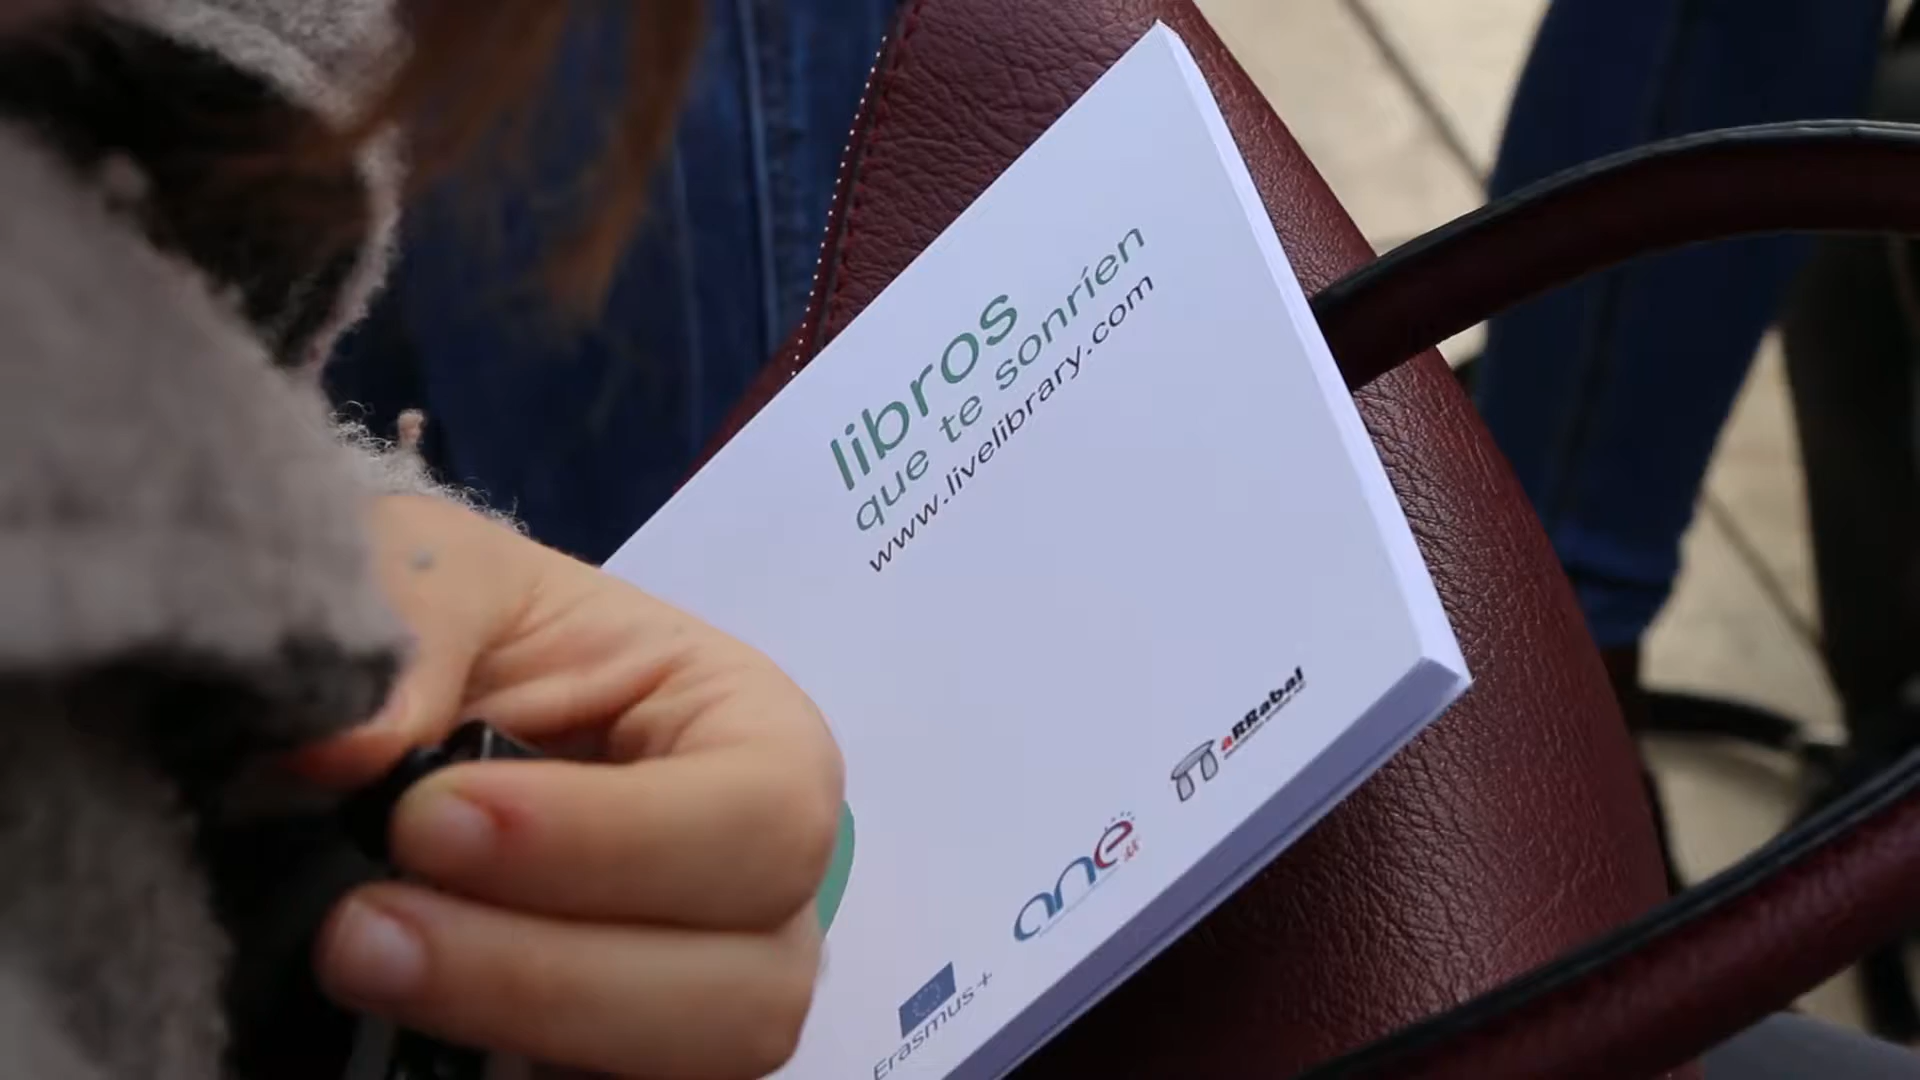 libros
que te sonríen
www.livelibrary.com
aRRabal
ane
Erasmus+